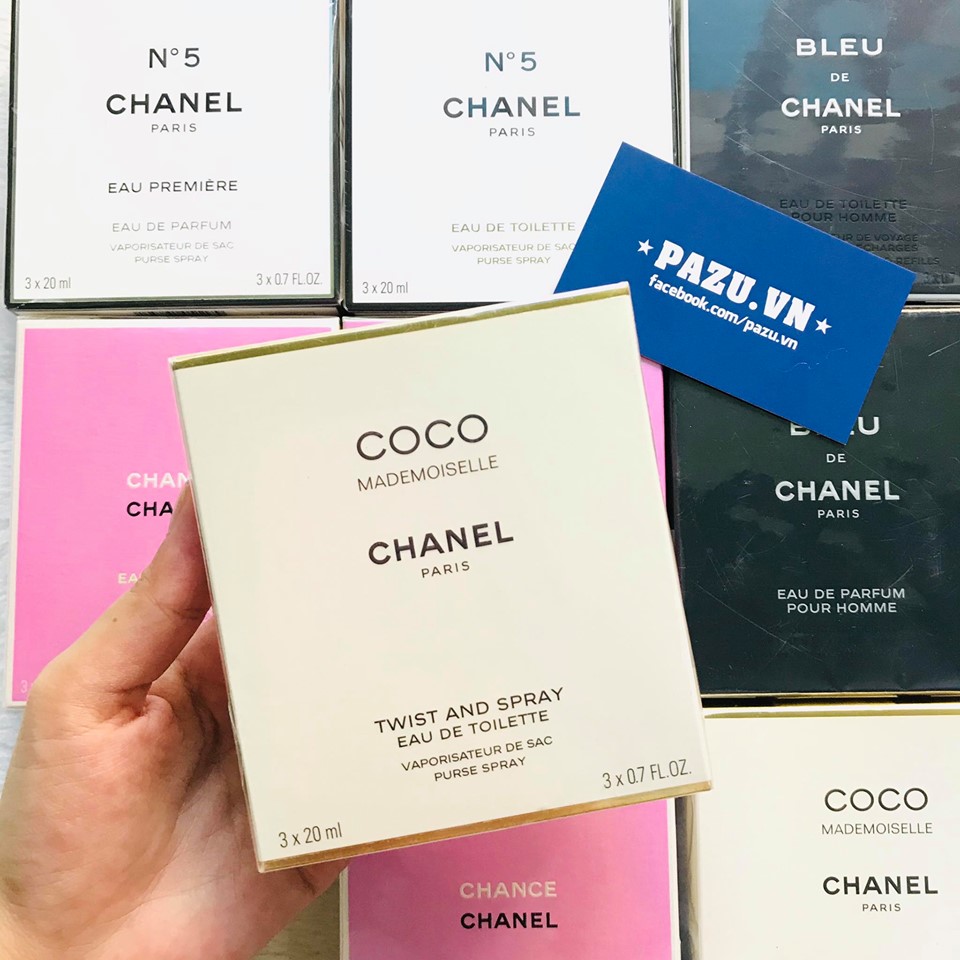 N°5
CHANEL
PARIS
EAU PREMIÈRE
EAU DE PARFUM
VAPORISATEUR DE SAC
PURSE SPRAY
3 x 20 ml
3 x 0.7 FL.OZ.
N°5
CHANEL
PARIS
EAU DE TOILETTE
VAPORISATEUR DE SAC
PURSE SPRAY
3 x 20 ml
BLEU
DE
CHANEL
PARIS
EAU DE TOILETTE
POUR HOMME
DE VOYAGE
PAZU.VN
facebook.com/pazu.vn
COCO
MADEMOISELLE
CHANEL
PARIS
TWIST AND SPRAY
EAU DE TOILETTE
VAPORISATEUR DE SAC
PURSE SPRAY
3 x 20 ml
3 x 0.7 FL.OZ.
DE
CHANEL
PARIS
EAU DE PARFUM
POUR HOMME
CHANCE
CHANEL
COCO
MADEMOISELLE
CHANEL
PARIS